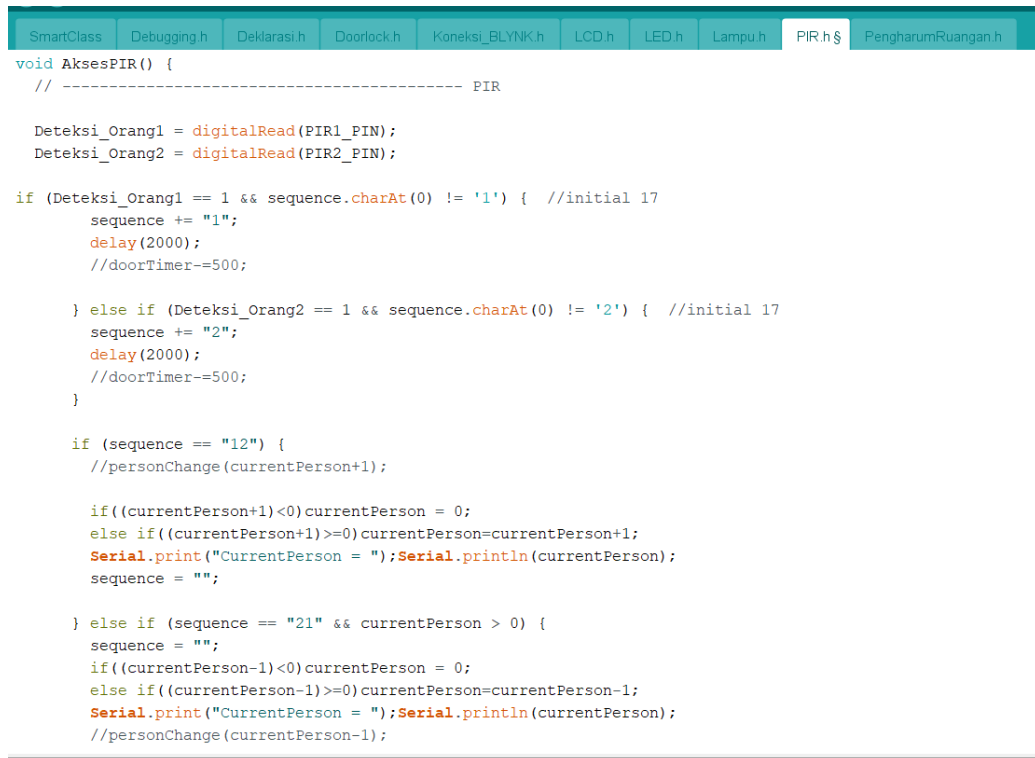 SmartClass Debugging.h Deklarasi.h Doorlock.h Koneksi_BLYNK.h LCD.h LED.h Lampu.h PIR.h § PengharumRuangan.h
void AksesPIR() {
  // ------------------------------------------- PIR

  Deteksi_Orang1 = digitalRead(PIR1_PIN);
  Deteksi_Orang2 = digitalRead(PIR2_PIN);

if (Deteksi_Orang1 == 1 && sequence.charAt(0) != '1') {  //initial 17
        sequence += "1";
        delay(2000);
        //doorTimer-=500;

      } else if (Deteksi_Orang2 == 1 && sequence.charAt(0) != '2') {  //initial 17
        sequence += "2";
        delay(2000);
        //doorTimer-=500;
      }

      if (sequence == "12") {
        //personChange(currentPerson+1);

        if((currentPerson+1)<0)currentPerson = 0;
        else if((currentPerson+1)>=0)currentPerson=currentPerson+1;
        Serial.print("CurrentPerson = ");Serial.println(currentPerson);
        sequence = "";

      } else if (sequence == "21" && currentPerson > 0) {
        sequence = "";
        if((currentPerson-1)<0)currentPerson = 0;
        else if((currentPerson-1)>=0)currentPerson=currentPerson-1;
        Serial.print("CurrentPerson = ");Serial.println(currentPerson);
        //personChange(currentPerson-1);